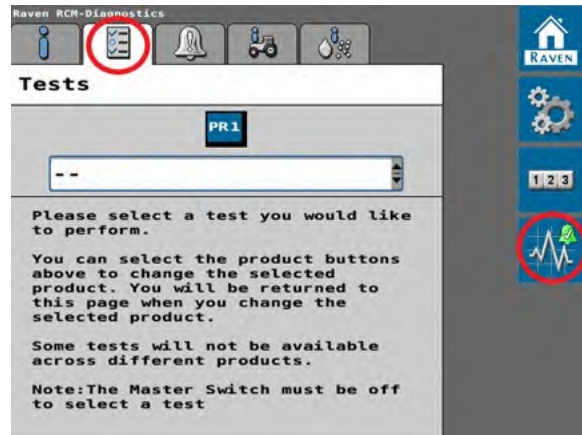 Raven RCM-Diagnostics
RAVEN
Tests
PR1
--
1 2 3
Please select a test you would like
to perform.
You can select the product buttons
above to change the selected
product. You will be returned to
this page when you change the
selected product.
Some tests will not be available
across different products.
Note:The Master Switch must be off
to select a test